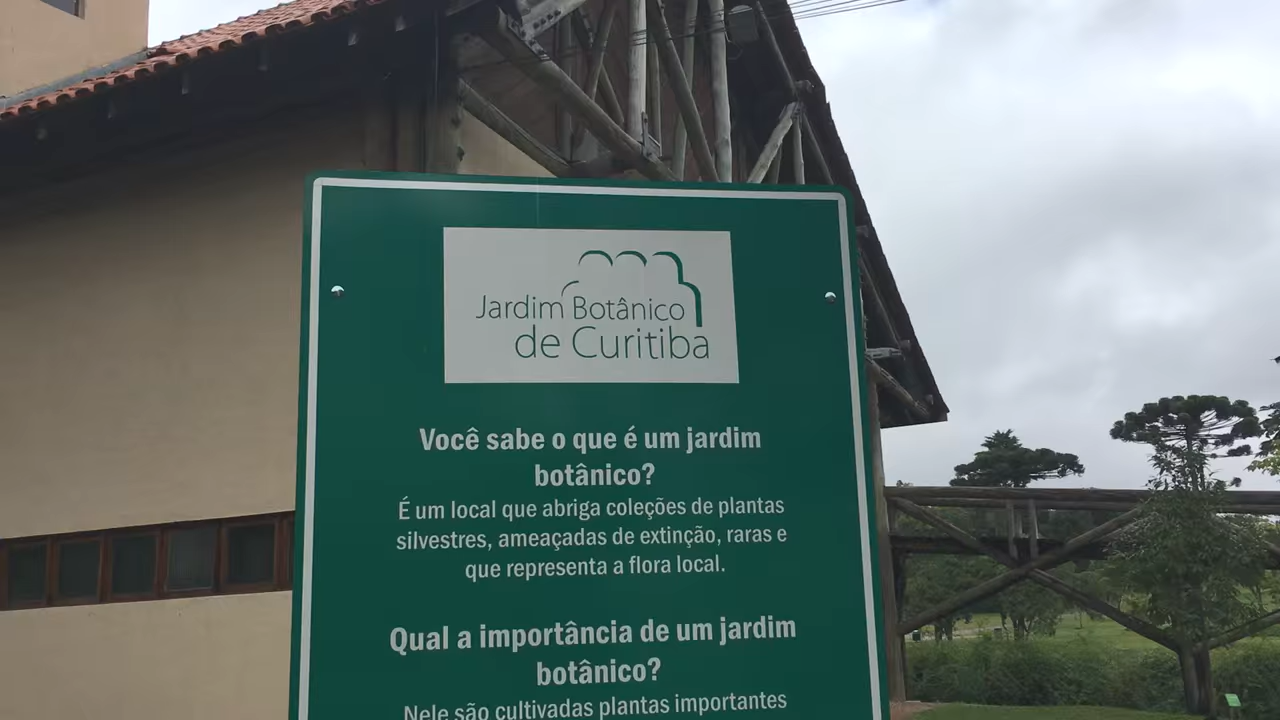 Jardim Botânico
de Curitiba
Você sabe o que é um jardim
botânico?
É um local que abriga coleções de plantas
silvestres, ameaçadas de extinção, raras e
que representa a flora local.
Qual a importância de um jardim
botânico?
Nele são cultivadas plantas importantes